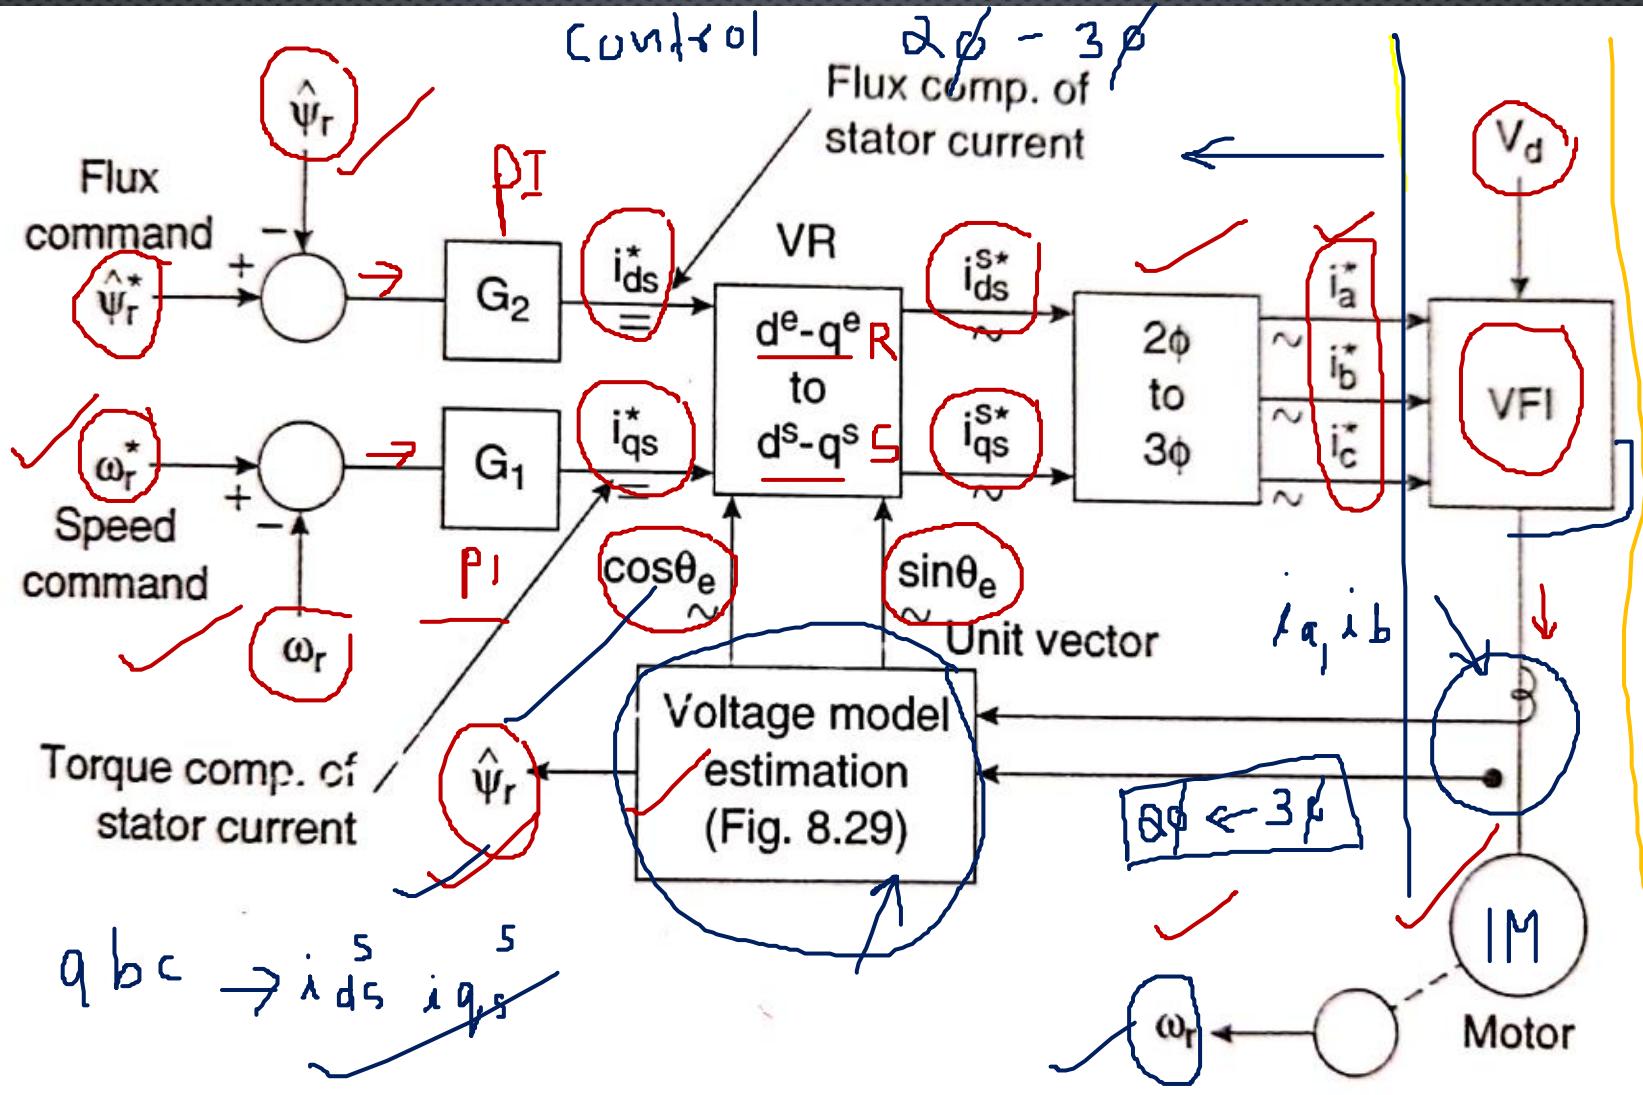 control 2ϕ - 3ϕ
Flux comp. of
stator current
ψ̂r
Vd
Flux
command
PI
VR
−
+
ψ̂r*
G2
i*ds
is*ds
i*a
de-qe R
to
ds-qs S
2ϕ
to
3ϕ
i*b
VFI
ωr*
+
−
G1
i*qs
is*qs
i*c
Speed
command
PI
cosθe
sinθe
ωr
Unit vector
ia, ib
Voltage model
estimation
(Fig. 8.29)
ψ̂r
Torque comp. of
stator current
2ϕ ← 3ϕ
IM
abc → isds isqs
ωr
Motor